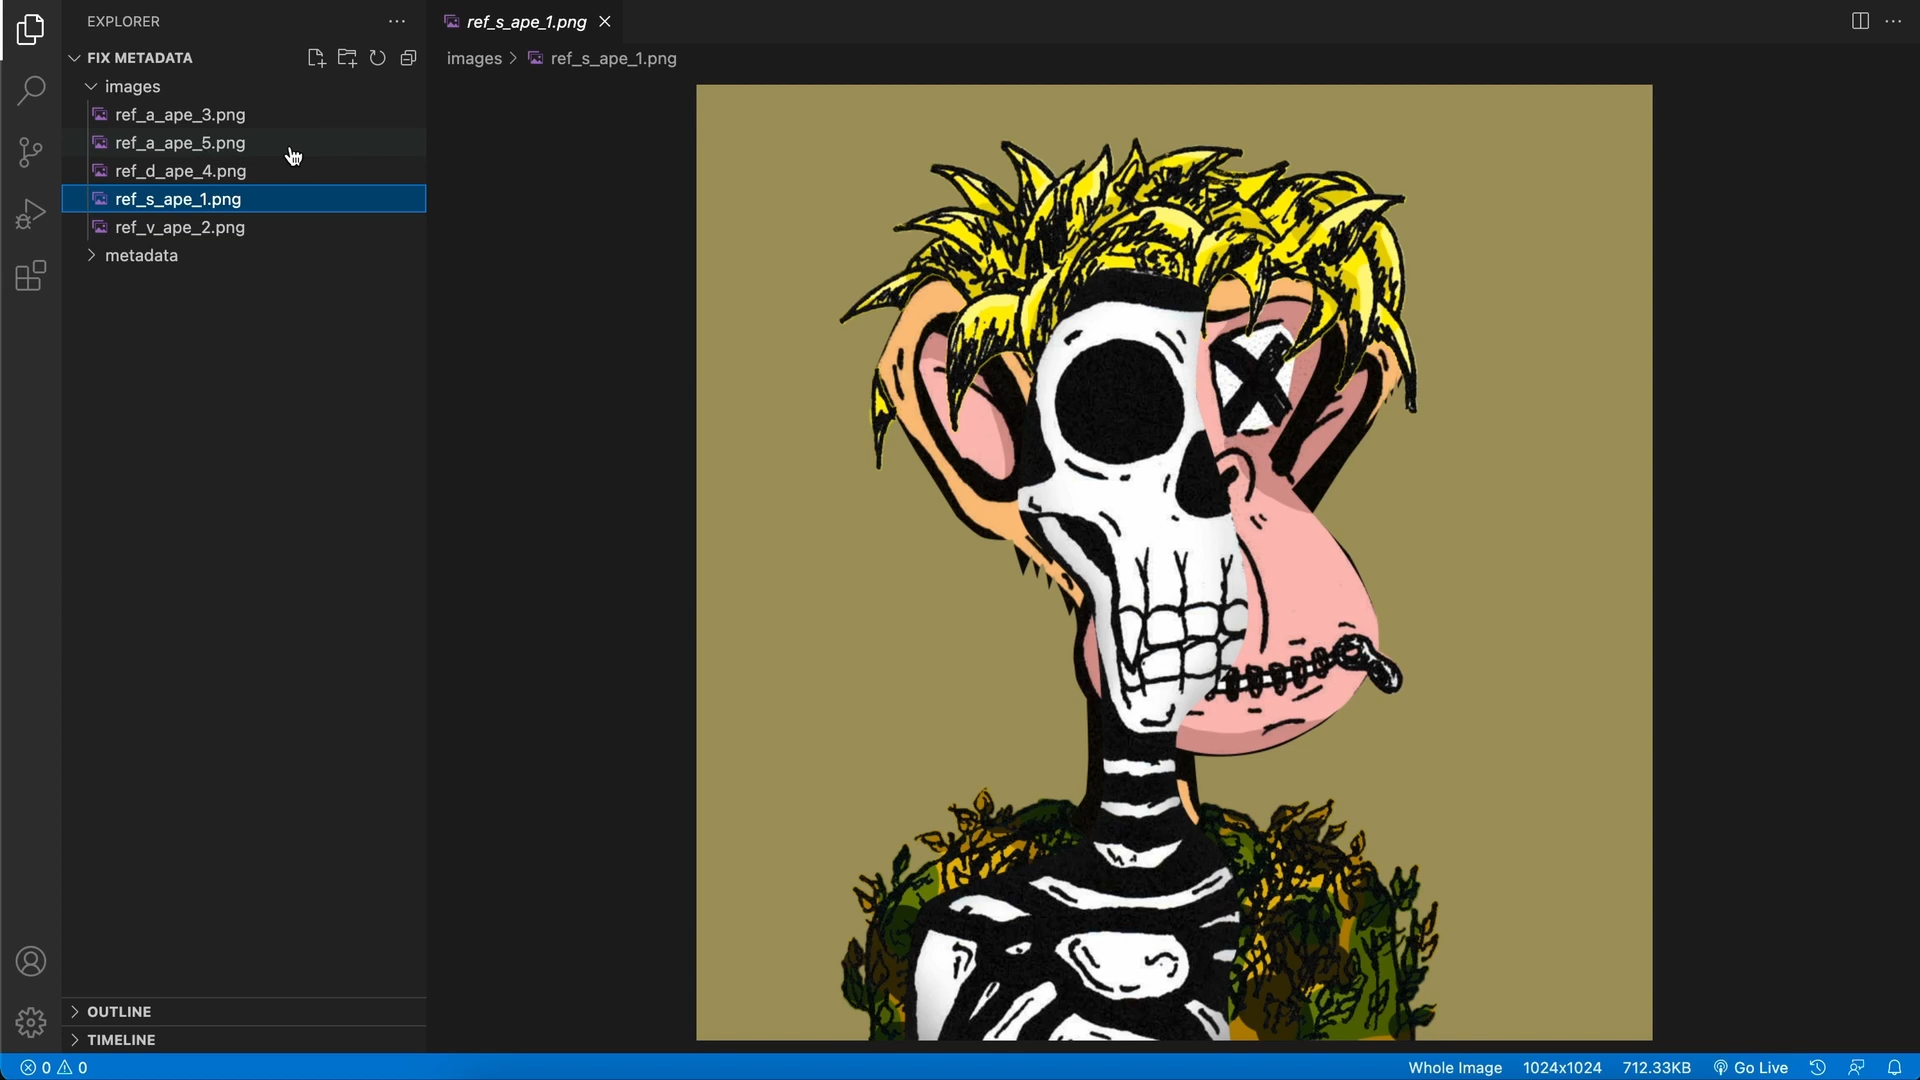 EXPLORER
FIX METADATA
images
ref_a_ape_3.png
ref_a_ape_5.png
ref_d_ape_4.png
ref_s_ape_1.png
ref_v_ape_2.png
metadata
OUTLINE
TIMELINE
ref_s_ape_1.png
images > ref_s_ape_1.png
0 0
Whole Image 1024x1024 712.33KB Go Live